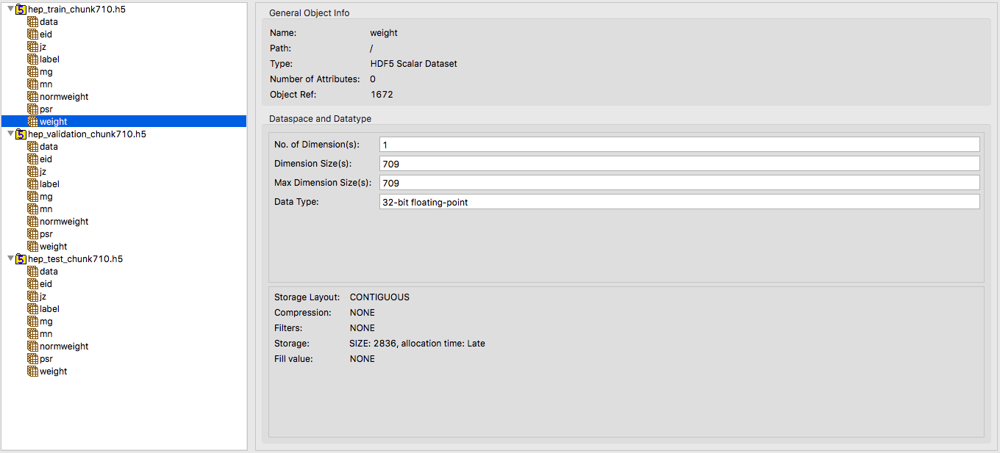 hep_train_chunk710.h5
data
eid
jz
label
mg
mn
normweight
psr
weight
hep_validation_chunk710.h5
data
eid
jz
label
mg
mn
normweight
psr
weight
hep_test_chunk710.h5
data
eid
jz
label
mg
mn
normweight
psr
weight
General Object Info
Name: weight
Path: /
Type: HDF5 Scalar Dataset
Number of Attributes: 0
Object Ref: 1672
Dataspace and Datatype
No. of Dimension(s): 1
Dimension Size(s): 709
Max Dimension Size(s): 709
Data Type: 32-bit floating-point
Storage Layout: CONTIGUOUS
Compression: NONE
Filters: NONE
Storage: SIZE: 2836, allocation time: Late
Fill value: NONE